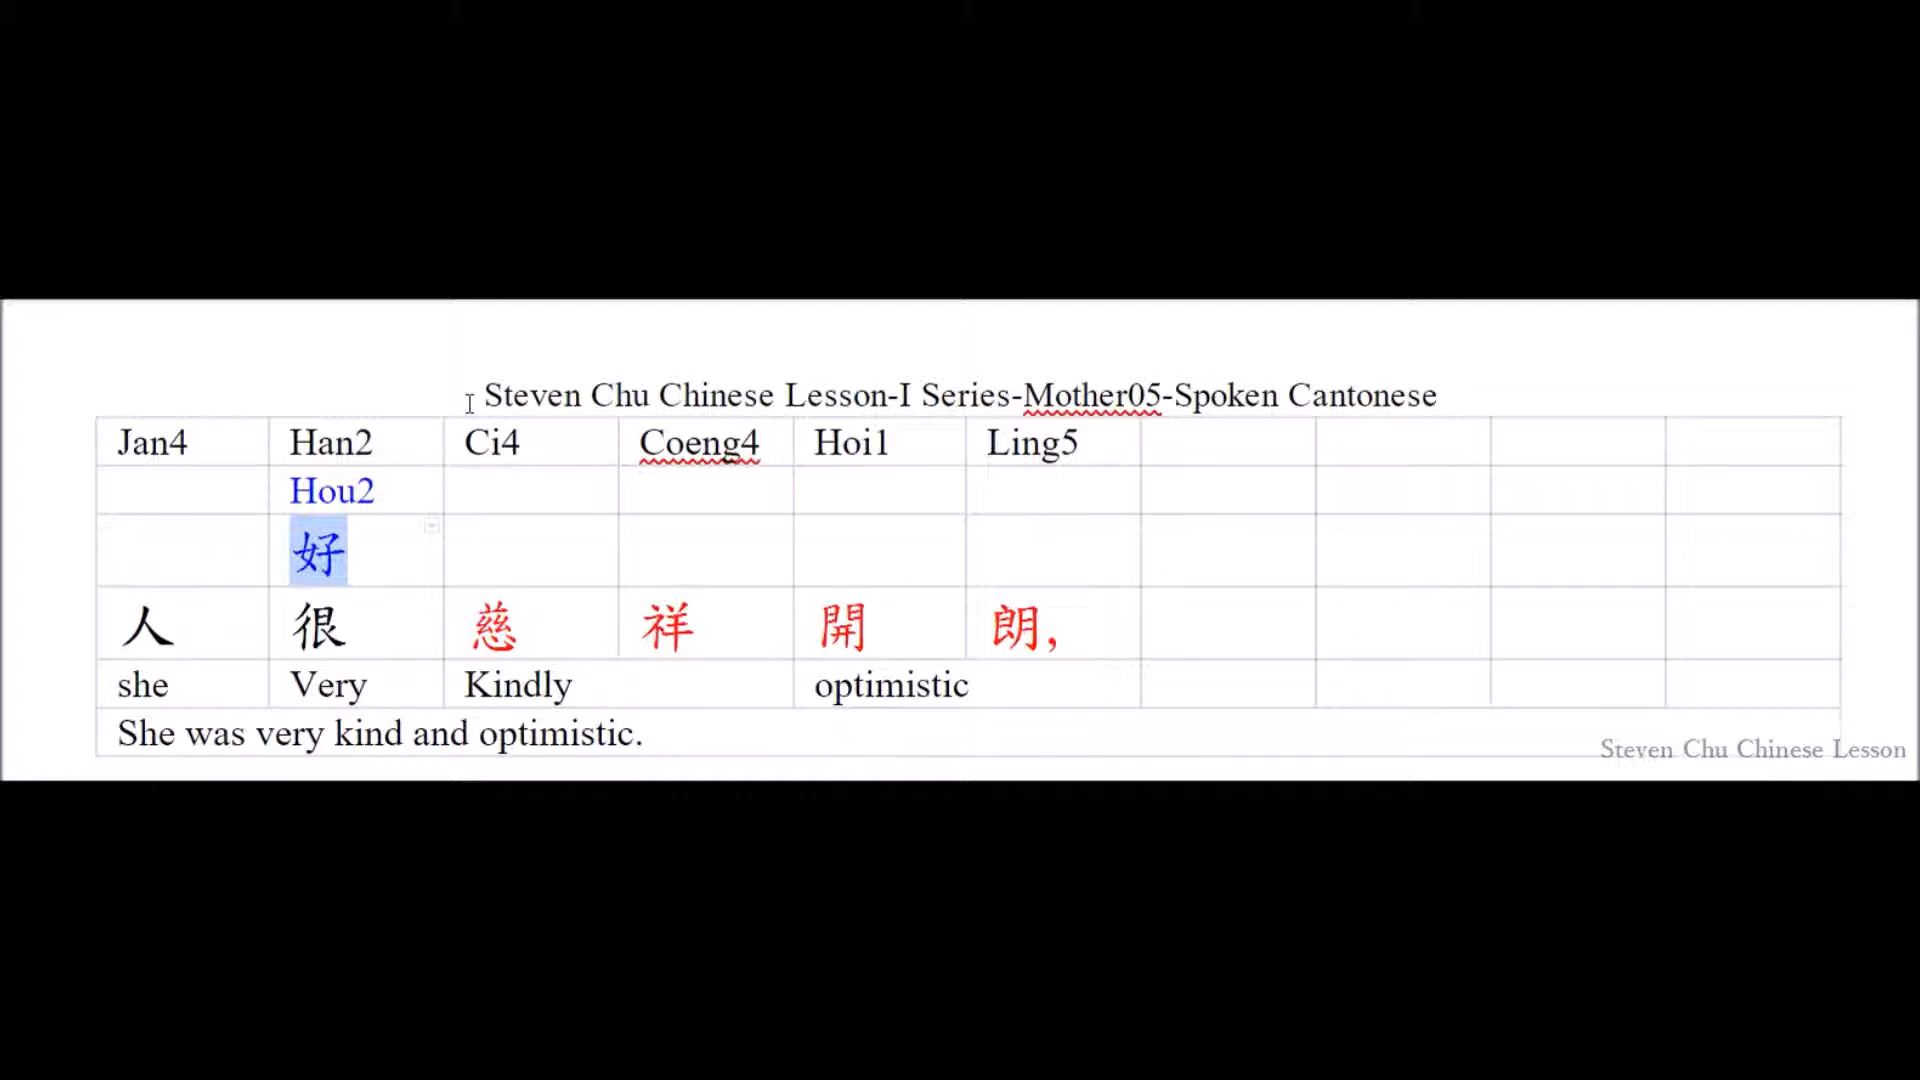 Steven Chu Chinese Lesson-I Series-Mother05-Spoken Cantonese
Jan4 Han2 Ci4 Coeng4 Hoi1 Ling5
Hou2
好
人 很 慈 祥 開 朗,
she Very Kindly optimistic
She was very kind and optimistic.
Steven Chu Chinese Lesson